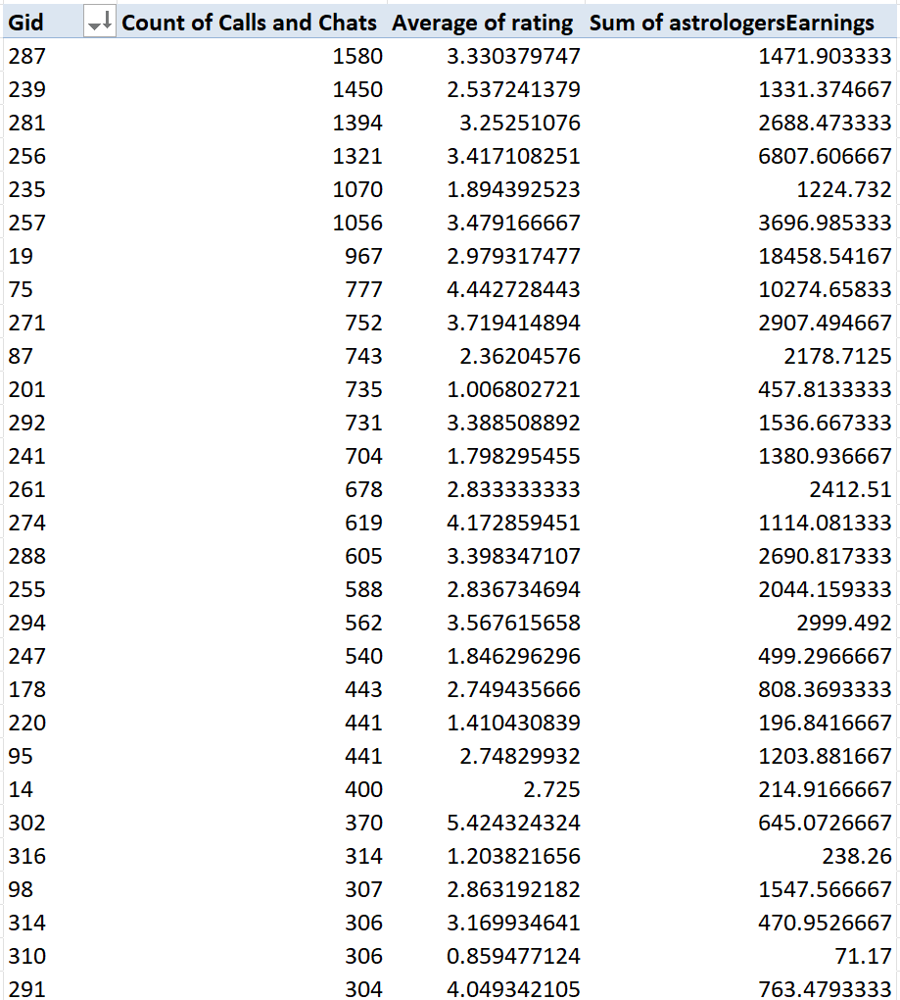 Gid Count of Calls and Chats Average of rating Sum of astrologersEarnings
287 1580 3.330379747 1471.903333
239 1450 2.537241379 1331.374667
281 1394 3.25251076 2688.473333
256 1321 3.417108251 6807.606667
235 1070 1.894392523 1224.732
257 1056 3.479166667 3696.985333
19 967 2.979317477 18458.54167
75 777 4.442728443 10274.65833
271 752 3.719414894 2907.494667
87 743 2.36204576 2178.7125
201 735 1.006802721 457.8133333
292 731 3.388508892 1536.667333
241 704 1.798295455 1380.936667
261 678 2.833333333 2412.51
274 619 4.172859451 1114.081333
288 605 3.398347107 2690.817333
255 588 2.836734694 2044.159333
294 562 3.567615658 2999.492
247 540 1.846296296 499.2966667
178 443 2.749435666 808.3693333
220 441 1.410430839 196.8416667
95 441 2.74829932 1203.881667
14 400 2.725 214.9166667
302 370 5.424324324 645.0726667
316 314 1.203821656 238.26
98 307 2.863192182 1547.566667
314 306 3.169934641 470.9526667
310 306 0.859477124 71.17
291 304 4.049342105 763.4793333